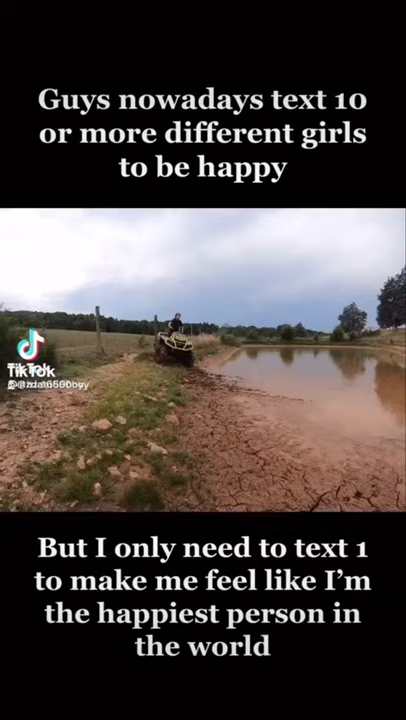 Guys nowadays text 10
or more different girls
to be happy
TikTok
But I only need to text 1
to make me feel like I'm
the happiest person in
the world